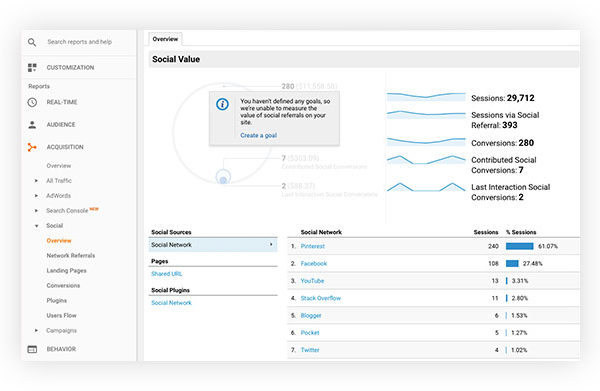 Search reports and help
CUSTOMIZATION
Reports
REAL-TIME
AUDIENCE
ACQUISITION
Overview
All Traffic
AdWords
Search Console NEW
Social
Overview
Network Referrals
Landing Pages
Conversions
Plugins
Users Flow
Campaigns
BEHAVIOR
Overview
Social Value
280 ($11,558.58)
You haven't defined any goals, so
we're unable to measure the
value of social referrals on your
site.
Create a goal
7 ($303.09)
Contributed Social Conversions
2 ($88.37)
Last Interaction Social Conversions
Sessions: 29,712
Sessions via Social
Referral: 393
Conversions: 280
Contributed Social
Conversions: 7
Last Interaction Social
Conversions: 2
Social Sources
Social Network
Pages
Shared URL
Social Plugins
Social Network
Social Network Sessions % Sessions
1. Pinterest 240 61.07%
2. Facebook 108 27.48%
3. YouTube 13 3.31%
4. Stack Overflow 11 2.80%
5. Blogger 6 1.53%
6. Pocket 5 1.27%
7. Twitter 4 1.02%